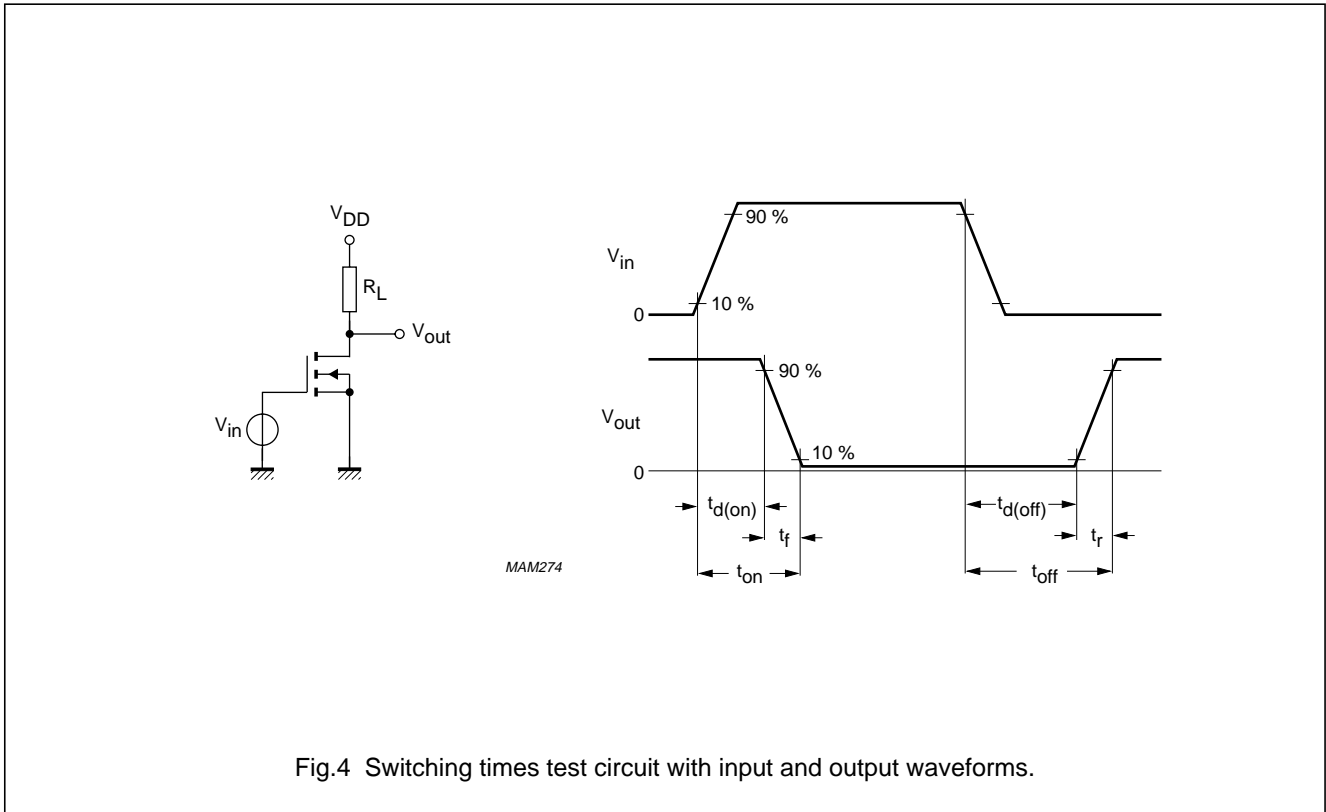 V_DD
R_L
V_out
V_in
MAM274
V_in
90 %
10 %
0
90 %
V_out
10 %
0
t_d(on)
t_d(off)
t_f
t_r
t_on
t_off
Fig.4 Switching times test circuit with input and output waveforms.